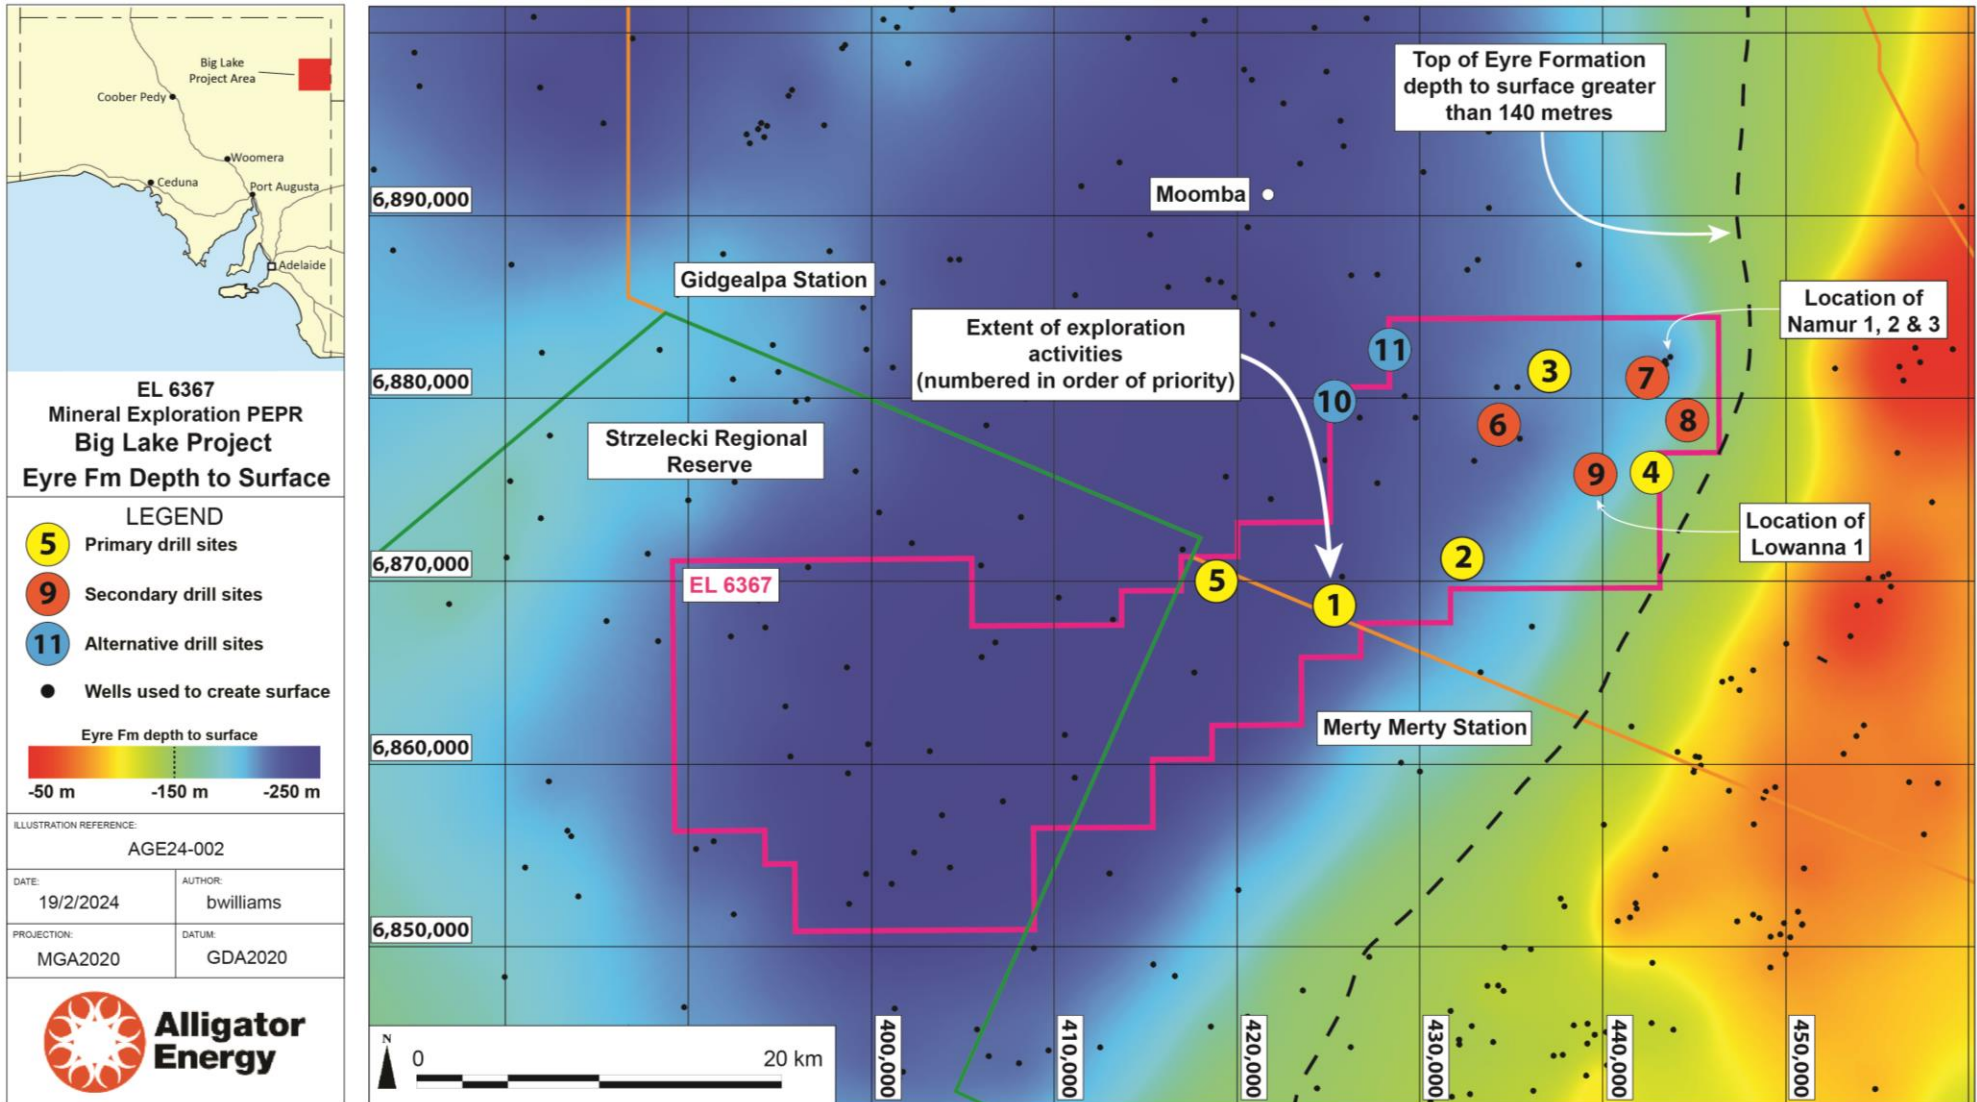 Big Lake
Project Area
Coober Pedy
Woomera
Ceduna
Port Augusta
Adelaide
EL 6367
Mineral Exploration PEPR
Big Lake Project
Eyre Fm Depth to Surface
LEGEND
5 Primary drill sites
9 Secondary drill sites
11 Alternative drill sites
Wells used to create surface
Eyre Fm depth to surface
-50 m -150 m -250 m
ILLUSTRATION REFERENCE:
AGE24-002
DATE: AUTHOR:
19/2/2024 bwilliams
PROJECTION: DATUM:
MGA2020 GDA2020
Alligator
Energy
Top of Eyre Formation
depth to surface greater
than 140 metres
6,890,000
Moomba
Gidgealpa Station
Location of
Namur 1, 2 & 3
Extent of exploration
activities
(numbered in order of priority)
11
3
7
6,880,000
10
8
6
Strzelecki Regional
Reserve
9
4
Location of
Lowanna 1
6,870,000
2
EL 6367
5
1
Merty Merty Station
6,860,000
6,850,000
N
0 20 km
400,000
410,000
420,000
430,000
440,000
450,000